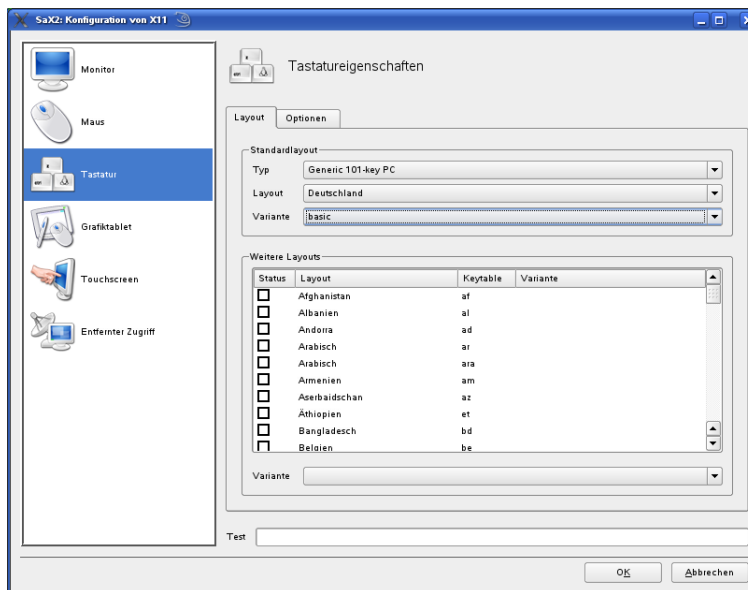 SaX2: Konfiguration von X11
Monitor
Maus
Tastatur
Grafiktablet
Touchscreen
Entfernter Zugriff
Tastatureigenschaften
Layout Optionen
Standardlayout
Typ Generic 101-key PC
Layout Deutschland
Variante basic
Weitere Layouts
Status Layout Keytable Variante
Afghanistan af
Albanien al
Andorra ad
Arabisch ar
Arabisch ara
Armenien am
Aserbaidschan az
Äthiopien et
Bangladesch bd
Belgien be
Variante
Test
OK Abbrechen